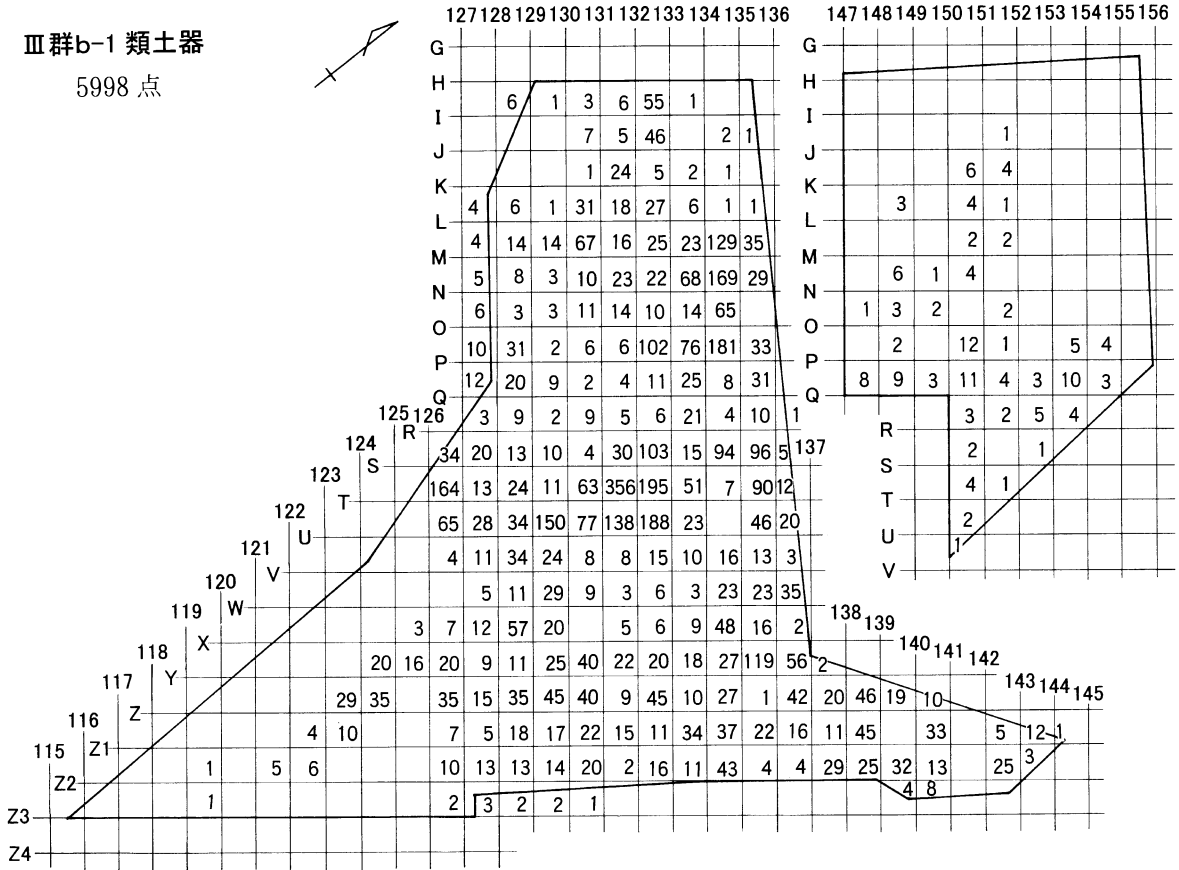 Ⅲ群b-1 類土器
5998 点
127 128 129 130 131 132 133 134 135 136
147 148 149 150 151 152 153 154 155 156
G G
H H
6 1 3 6 55 1
I I
7 5 46 2 1 1
J J
1 24 5 2 1 6 4
K K
4 6 1 31 18 27 6 1 1 3 4 1
L L
4 14 14 67 16 25 23 129 35 2 2
M M
5 8 3 10 23 22 68 169 29 6 1 4
N N
6 3 3 11 14 10 14 65 1 3 2 2
O O
10 31 2 6 6 102 76 181 33 2 12 1 5 4
P P
12 20 9 2 4 11 25 8 31 8 9 3 11 4 3 10 3
Q Q
125 126
3 9 2 9 5 6 21 4 10 1 3 2 5 4
R R
124
34 20 13 10 4 30 103 15 94 96 5 137 2 1
S S
123
164 13 24 11 63 356 195 51 7 90 12 4 1
T T
122
65 28 34 150 77 138 188 23 46 20 2
U U
121
4 11 34 24 8 8 15 10 16 13 3 1
V V
120
5 11 29 9 3 6 3 23 23 35
W
119
3 7 12 57 20 5 6 9 48 16 2 138 139
X
118
20 16 20 9 11 25 40 22 20 18 27 119 56 2 140 141 142
Y
117
29 35 35 15 35 45 40 9 45 10 27 1 42 20 46 19 10 143 144 145
Z
116
4 10 7 5 18 17 22 15 11 34 37 22 16 11 45 33 5 12 1
115
Z1
1 5 6 10 13 13 14 20 2 16 11 43 4 4 29 25 32 13 25 3
Z2
1 2 3 2 2 1 4 8
Z3
Z4